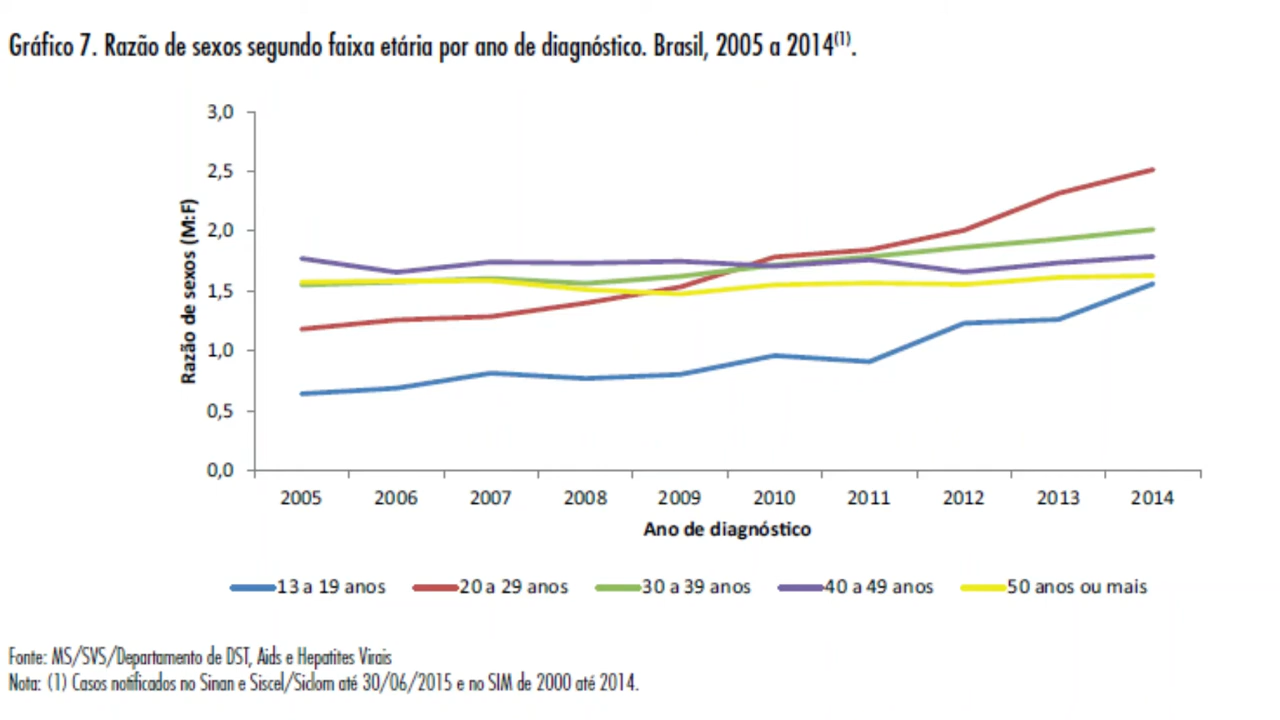 Gráfico 7. Razão de sexos segundo faixa etária por ano de diagnóstico. Brasil, 2005 a 2014(1).
3,0
2,5
2,0
1,5
1,0
0,5
0,0
Razão de sexos (M:F)
2005 2006 2007 2008 2009 2010 2011 2012 2013 2014
Ano de diagnóstico
13 a 19 anos 20 a 29 anos 30 a 39 anos 40 a 49 anos 50 anos ou mais
Fonte: MS/SVS/Departamento de DST, Aids e Hepatites Virais
Nota: (1) Casos notificados no Sinan e Siscel/Siclom até 30/06/2015 e no SIM de 2000 até 2014.